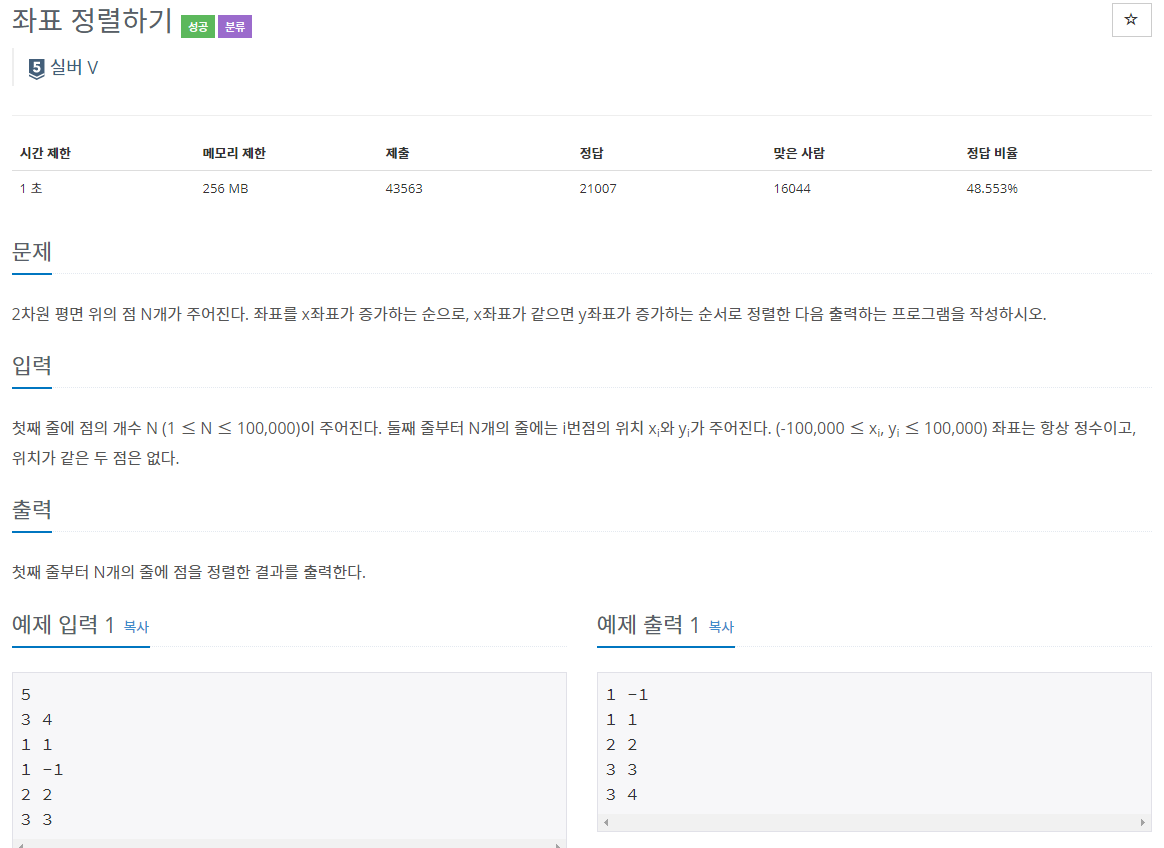 좌표 정렬하기 성공 분류
☆
5 실버 V
시간 제한 메모리 제한 제출 정답 맞은 사람 정답 비율
1 초 256 MB 43563 21007 16044 48.553%
문제
2차원 평면 위의 점 N개가 주어진다. 좌표를 x좌표가 증가하는 순으로, x좌표가 같으면 y좌표가 증가하는 순서로 정렬한 다음 출력하는 프로그램을 작성하시오.
입력
첫째 줄에 점의 개수 N (1 ≤ N ≤ 100,000)이 주어진다. 둘째 줄부터 N개의 줄에는 i번점의 위치 xi와 yi가 주어진다. (-100,000 ≤ xi, yi ≤ 100,000) 좌표는 항상 정수이고,
위치가 같은 두 점은 없다.
출력
첫째 줄부터 N개의 줄에 점을 정렬한 결과를 출력한다.
예제 입력 1 복사
5
3 4
1 1
1 -1
2 2
3 3
예제 출력 1 복사
1 -1
1 1
2 2
3 3
3 4